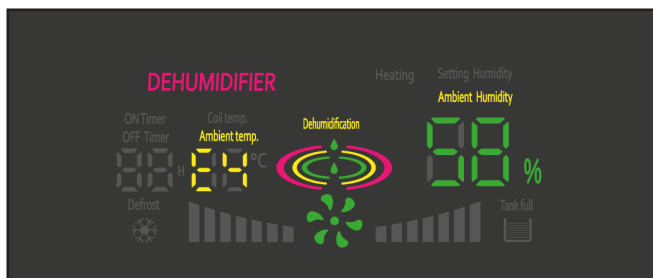 DEHUMIDIFIER
Heating
Setting Humidity
Ambient Humidity
ON Timer
OFF Timer
Coil temp.
Ambient temp.
Dehumidification
88 H
E4 °C
58 %
Defrost
Tank full